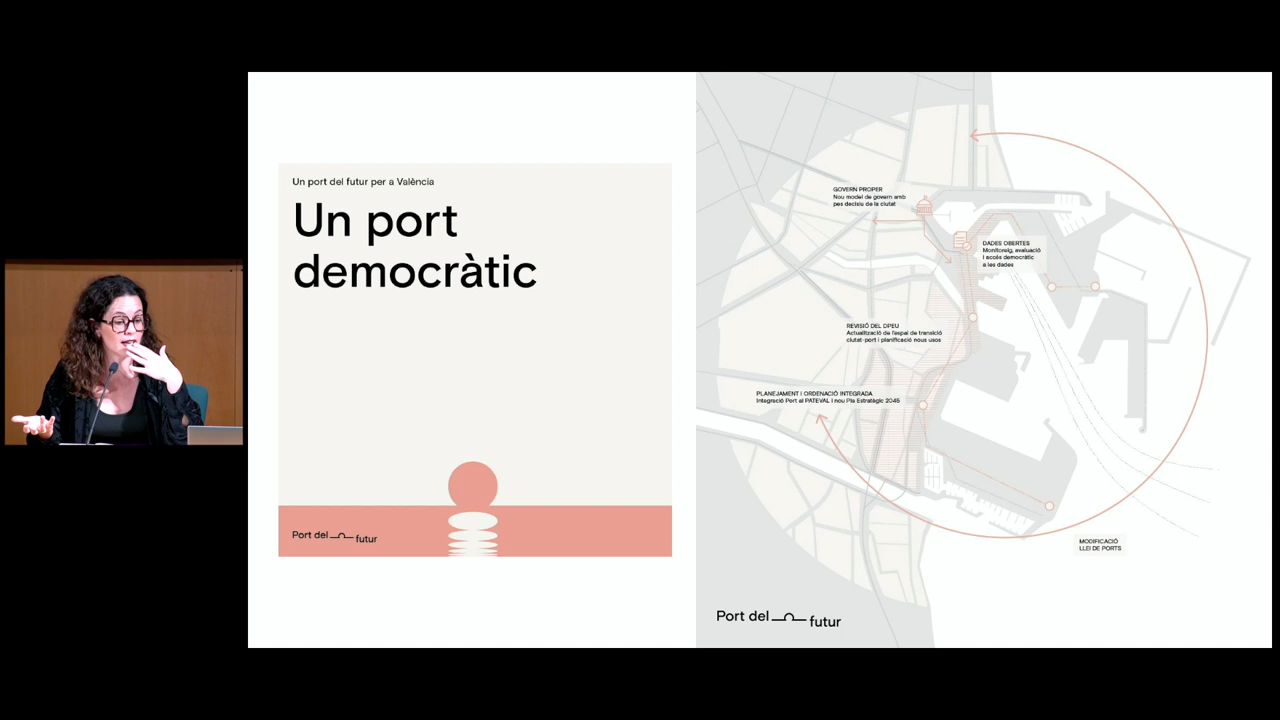 Un port del futur per a València
Un port
democràtic
Port del futur
GOVERN PROPER
Nou model de govern amb
pes decisiu de la ciutat
DADES OBERTES
Monitoreig, avaluació
i accés democràtic
a les dades
REVISIÓ DEL DPEU
Actualització de l'espai de transició
ciutat-port i planificació nous usos
PLANEJAMENT I ORDENACIÓ INTEGRADA
Integració Port al PATEVAL i nou Pla Estratègic 2045
MODIFICACIÓ
LLEI DE PORTS
Port del futur